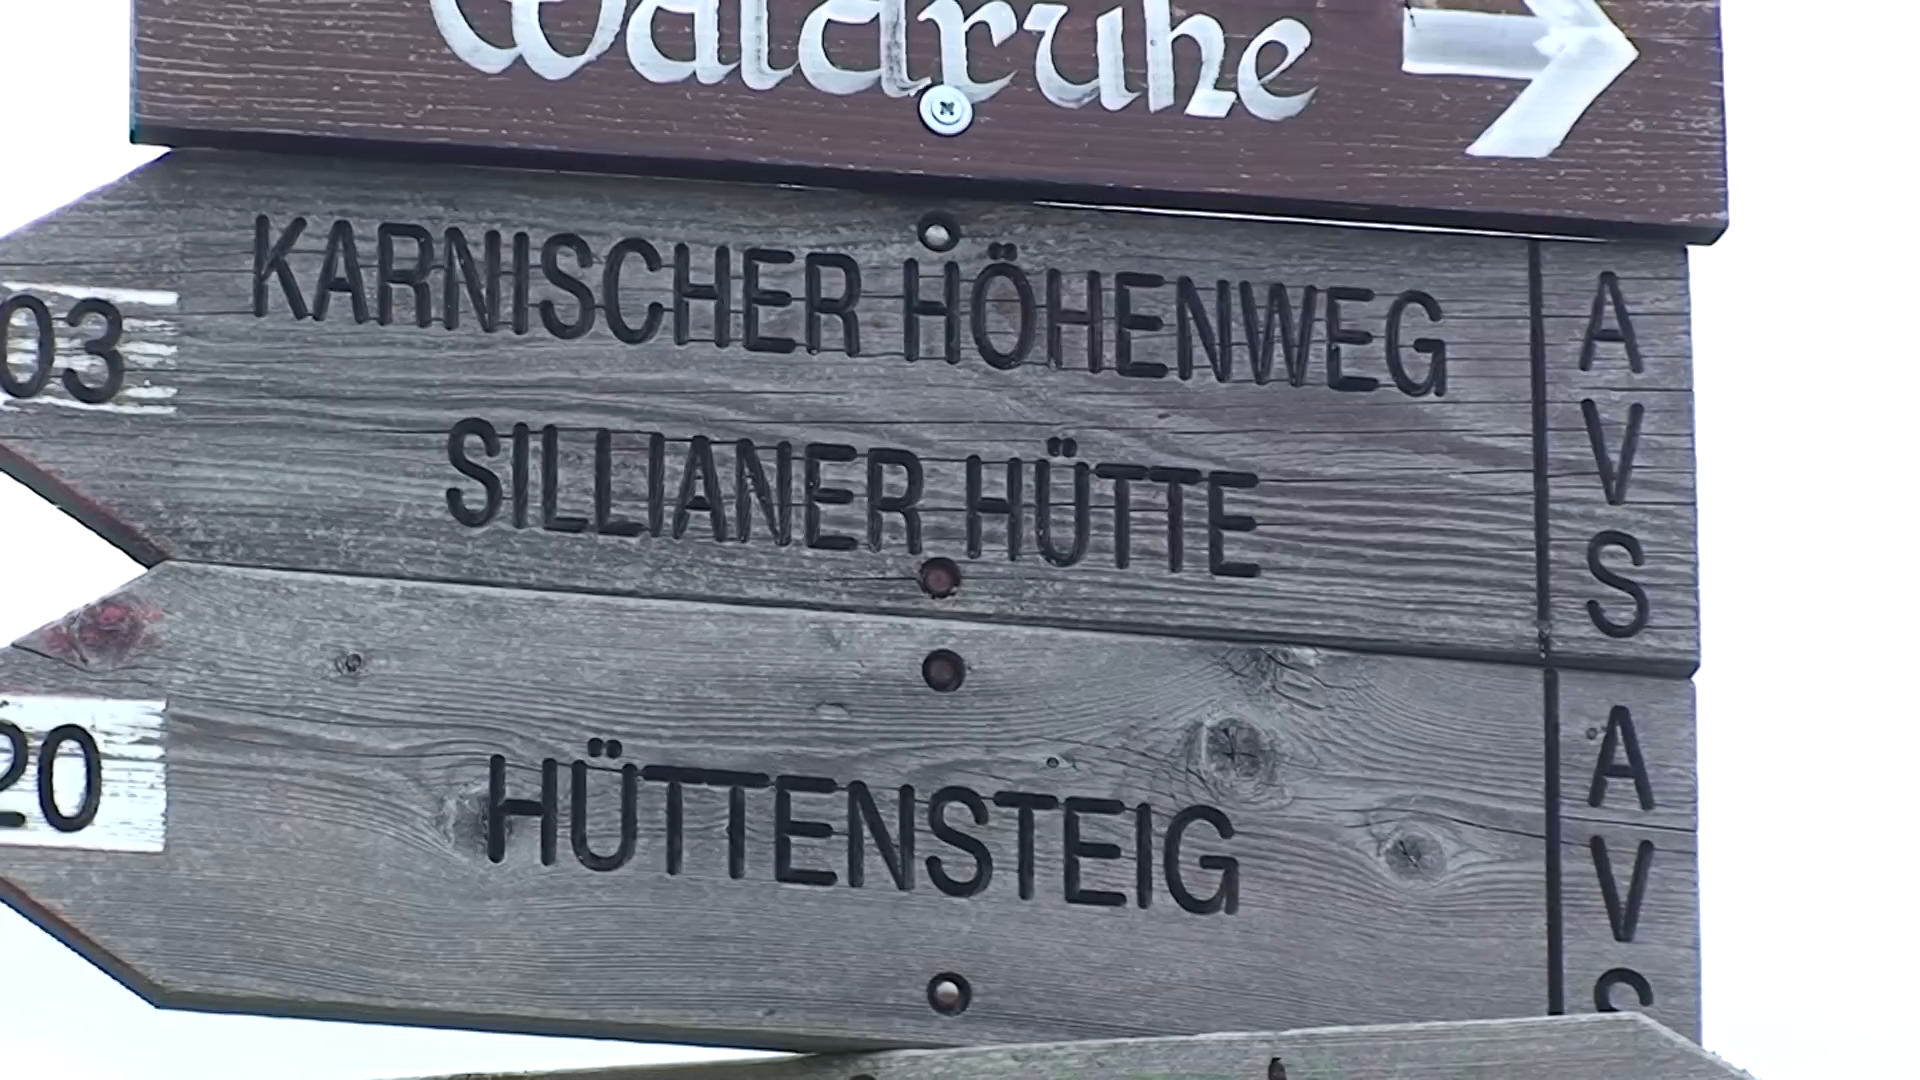 Waldruhe
03
KARNISCHER HÖHENWEG
SILLIANER HÜTTE
AVS
20
HÜTTENSTEIG
AVS